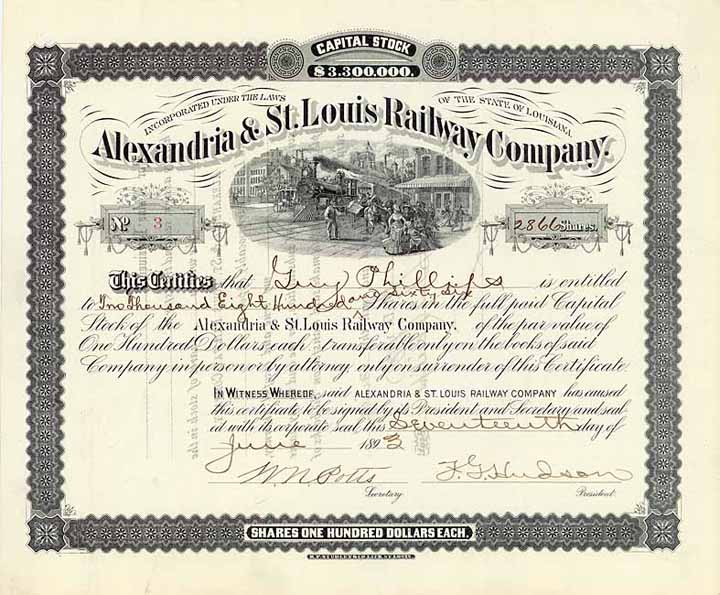 CAPITAL STOCK
$3,300,000.
INCORPORATED UNDER THE LAWS OF THE STATE OF LOUISIANA
Alexandria & St. Louis Railway Company.
No 3
2866 Shares.
This Certifies that Guy Phillips is entitled
to Two Thousand Eight Hundred and Sixty Six Shares in the full paid Capital
Stock of the Alexandria & St. Louis Railway Company, of the par value of
One Hundred Dollars each transferable only on the books of said
Company in person or by attorney only on surrender of this Certificate.
IN WITNESS WHEREOF, said ALEXANDRIA & ST. LOUIS RAILWAY COMPANY has caused
this certificate to be signed by its President and Secretary and seal
ed with its corporate seal this Seventeenth day of
June 1893
W. N. Potts
Secretary.
F. G. Hudson
President.
SHARES ONE HUNDRED DOLLARS EACH.